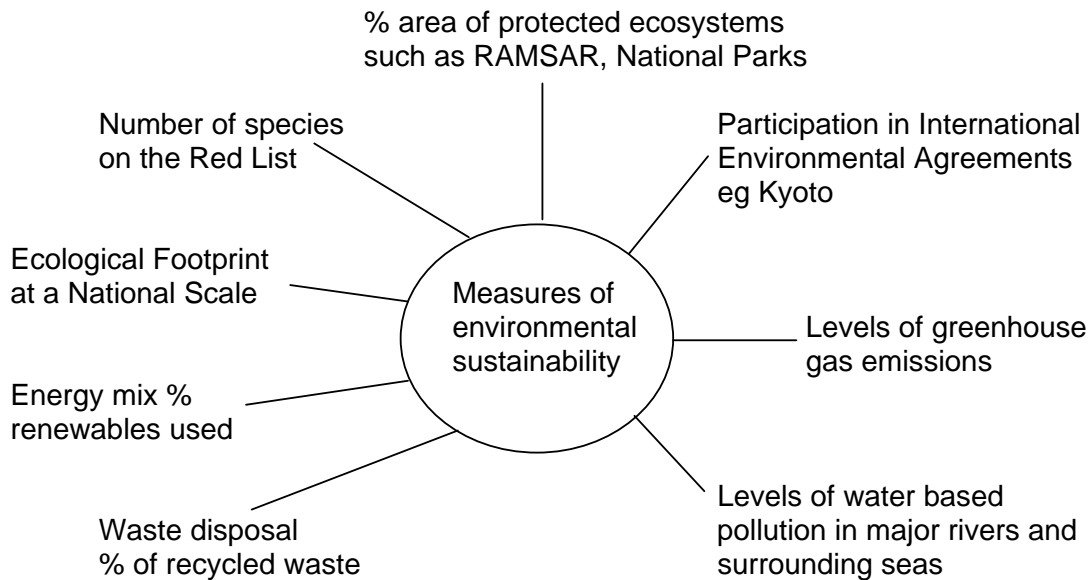 % area of protected ecosystems
such as RAMSAR, National Parks
Number of species
on the Red List
Participation in International
Environmental Agreements
eg Kyoto
Ecological Footprint
at a National Scale
Measures of
environmental
sustainability
Levels of greenhouse
gas emissions
Energy mix %
renewables used
Waste disposal
% of recycled waste
Levels of water based
pollution in major rivers and
surrounding seas